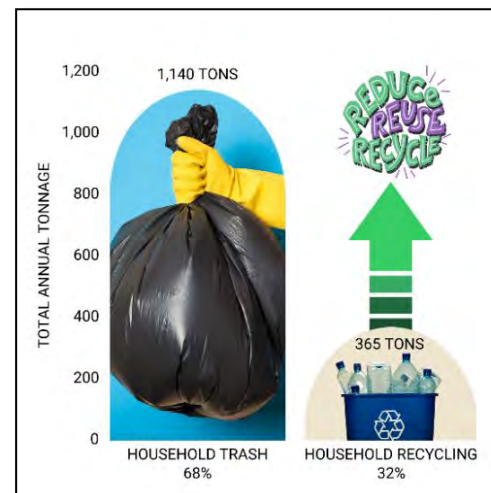 TOTAL ANNUAL TONNAGE
1,200
1,000
800
600
400
200
0
1,140 TONS
REDUCE
REUSE
RECYCLE
365 TONS
HOUSEHOLD TRASH
68%
HOUSEHOLD RECYCLING
32%